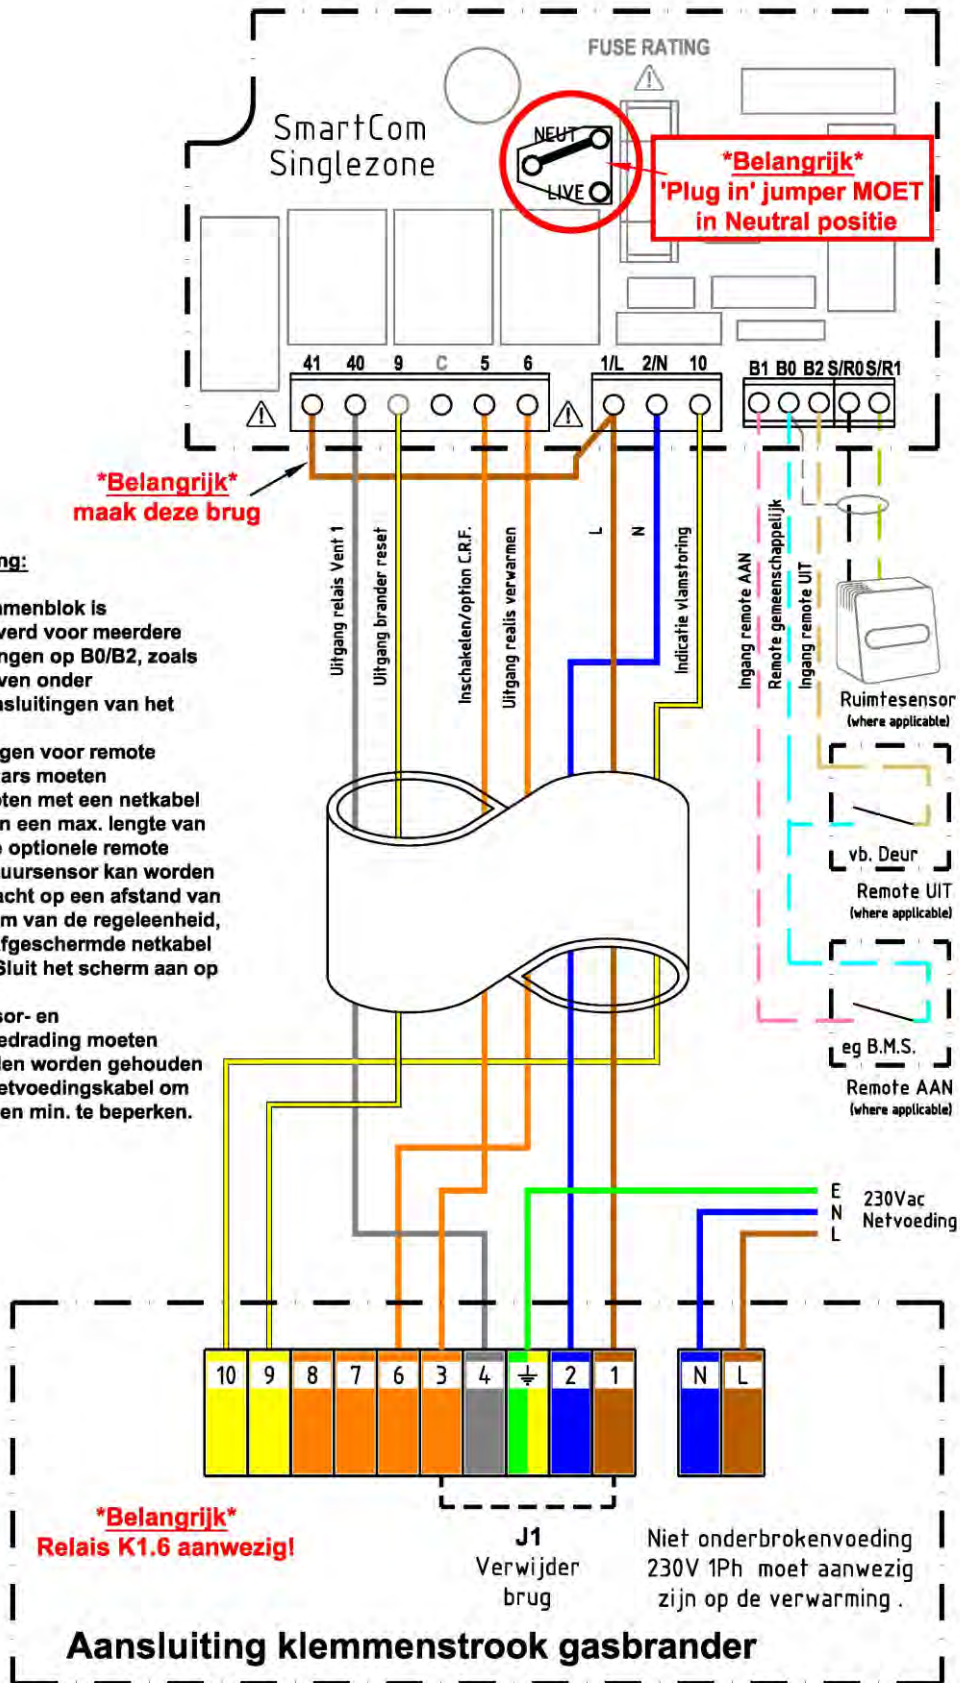 FUSE RATING
SmartCom
Singlezone
NEUT
LIVE
*Belangrijk*
'Plug in' jumper MOET
in Neutral positie
41 40 9 C 5 6
1/L 2/N 10
B1 B0 B2 S/R0 S/R1
*Belangrijk*
maak deze brug
Uitgang relais Vent 1
Uitgang brander reset
Inschakelen/option C.R.F.
Uitgang realis verwarmen
L
N
Indicatie vlamstoring
Ingang remote AAN
Remote gemeenschappelijk
Ingang remote UIT
ng:
mmenblok is
verd voor meerdere
ingen op B0/B2, zoals
ven onder
nsluitingen van het
gen voor remote
ars moeten
oten met een netkabel
n een max. lengte van
e optionele remote
tuursensor kan worden
acht op een afstand van
m van de regeleenheid,
afgeschermde netkabel
Sluit het scherm aan op
sor- en
edrading moeten
den worden gehouden
netvoedingskabel om
en min. te beperken.
Ruimtesensor
(where applicable)
vb. Deur
Remote UIT
(where applicable)
eg B.M.S.
Remote AAN
(where applicable)
E
N
L
230Vac
Netvoeding
10 9 8 7 6 3 4 2 1 N L
*Belangrijk*
Relais K1.6 aanwezig!
J1
Verwijder
brug
Niet onderbrokenvoeding
230V 1Ph moet aanwezig
zijn op de verwarming .
Aansluiting klemmenstrook gasbrander